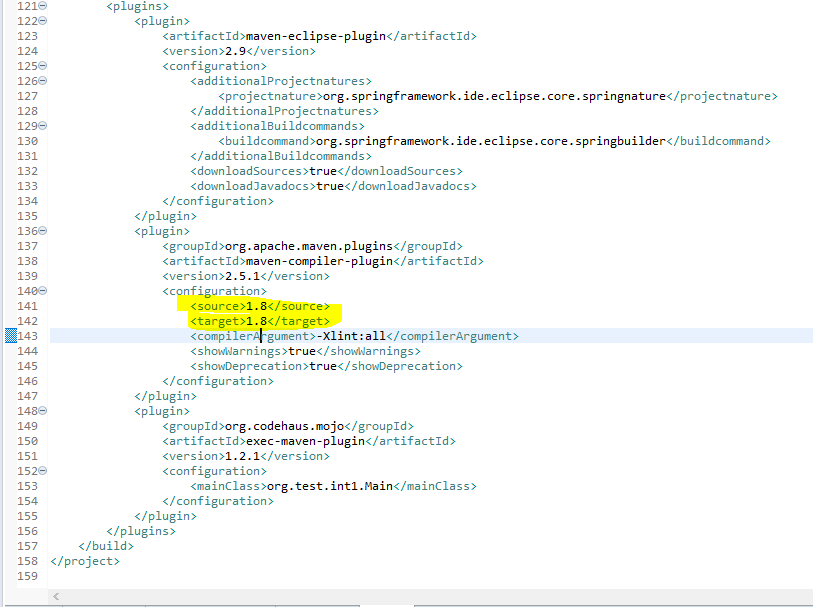 121 <plugins>
122 <plugin>
123 <artifactId>maven-eclipse-plugin</artifactId>
124 <version>2.9</version>
125 <configuration>
126 <additionalProjectnatures>
127 <projectnature>org.springframework.ide.eclipse.core.springnature</projectnature>
128 </additionalProjectnatures>
129 <additionalBuildcommands>
130 <buildcommand>org.springframework.ide.eclipse.core.springbuilder</buildcommand>
131 </additionalBuildcommands>
132 <downloadSources>true</downloadSources>
133 <downloadJavadocs>true</downloadJavadocs>
134 </configuration>
135 </plugin>
136 <plugin>
137 <groupId>org.apache.maven.plugins</groupId>
138 <artifactId>maven-compiler-plugin</artifactId>
139 <version>2.5.1</version>
140 <configuration>
141 <source>1.8</source>
142 <target>1.8</target>
143 <compilerArgument>-Xlint:all</compilerArgument>
144 <showWarnings>true</showWarnings>
145 <showDeprecation>true</showDeprecation>
146 </configuration>
147 </plugin>
148 <plugin>
149 <groupId>org.codehaus.mojo</groupId>
150 <artifactId>exec-maven-plugin</artifactId>
151 <version>1.2.1</version>
152 <configuration>
153 <mainClass>org.test.int1.Main</mainClass>
154 </configuration>
155 </plugin>
156 </plugins>
157 </build>
158 </project>
159